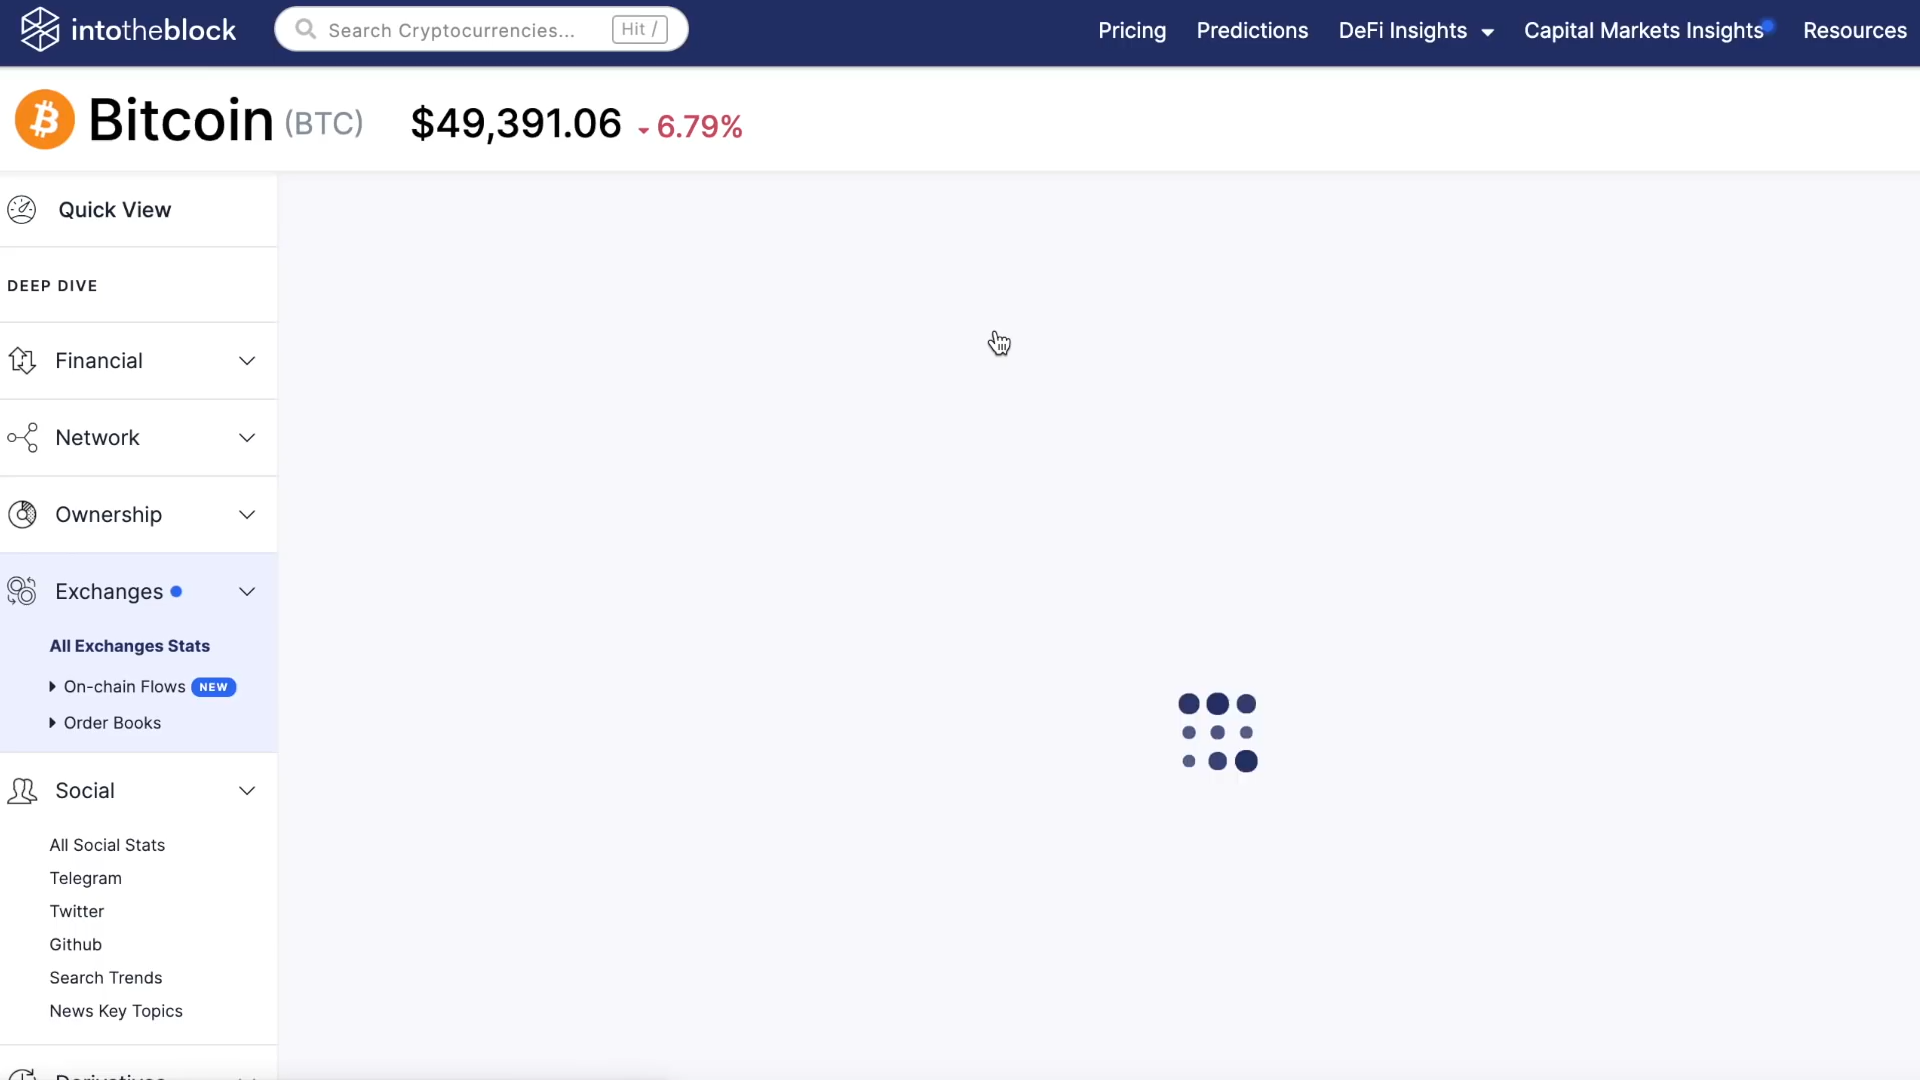 intotheblock
Search Cryptocurrencies...
Hit /
Pricing
Predictions
DeFi Insights
Capital Markets Insights
Resources
Bitcoin (BTC) $49,391.06 6.79%
Quick View
DEEP DIVE
Financial
Network
Ownership
Exchanges
All Exchanges Stats
On-chain Flows NEW
Order Books
Social
All Social Stats
Telegram
Twitter
Github
Search Trends
News Key Topics
Derivatives